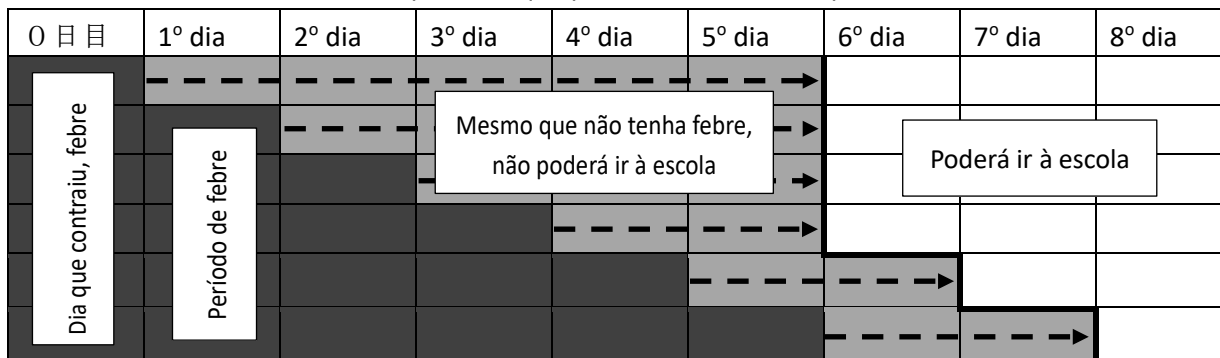 ０日目
1º dia
2º dia
3º dia
4º dia
5º dia
6º dia
7º dia
8º dia
Dia que contraiu, febre
Período de febre
Mesmo que não tenha febre,
não poderá ir à escola
Poderá ir à escola